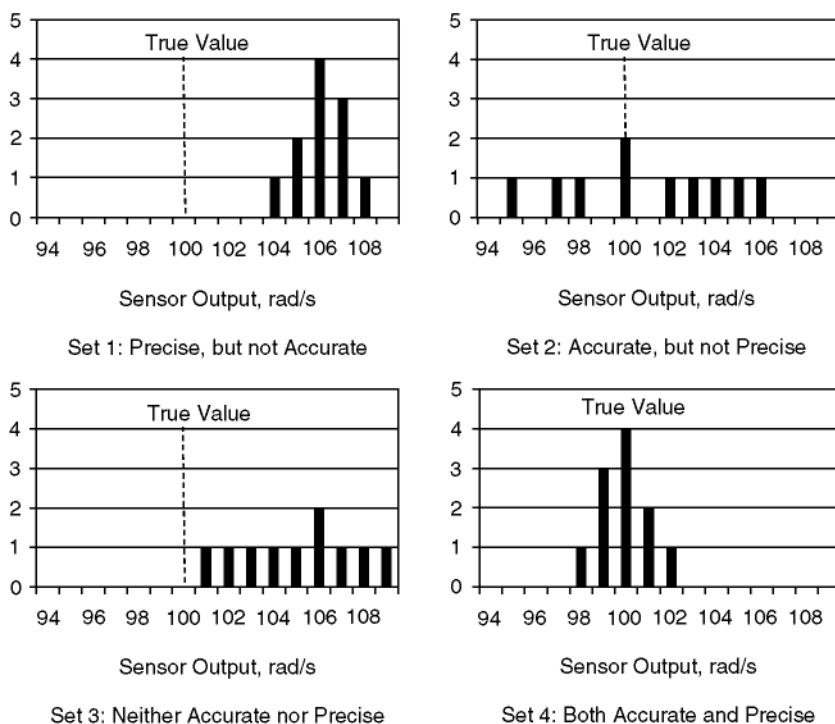 5
True Value
4
3
2
1
0
94 96 98 100 102 104 106 108
Sensor Output, rad/s
Set 1: Precise, but not Accurate
5
True Value
4
3
2
1
0
94 96 98 100 102 104 106 108
Sensor Output, rad/s
Set 2: Accurate, but not Precise
5
True Value
4
3
2
1
0
94 96 98 100 102 104 106 108
Sensor Output, rad/s
Set 3: Neither Accurate nor Precise
5
True Value
4
3
2
1
0
94 96 98 100 102 104 106 108
Sensor Output, rad/s
Set 4: Both Accurate and Precise